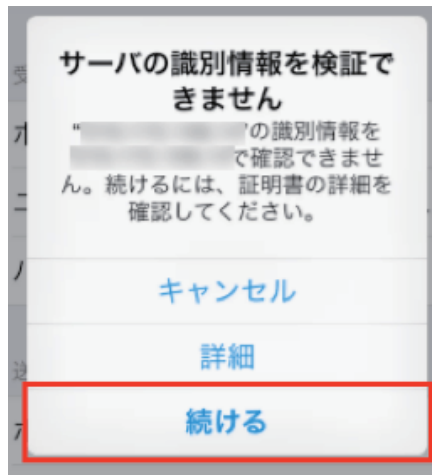 サーバの識別情報を検証で
きません
“ ”の識別情報を
で確認できませ
ん。続けるには、証明書の詳細を
確認してください。
キャンセル
詳細
続ける